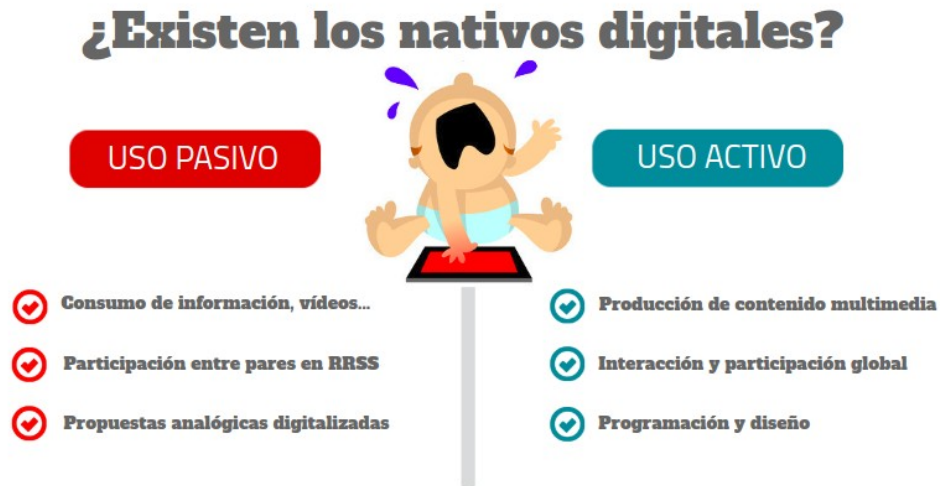 ¿Existen los nativos digitales?
USO PASIVO
USO ACTIVO
Consumo de información, vídeos...
Participación entre pares en RRSS
Propuestas analógicas digitalizadas
Producción de contenido multimedia
Interacción y participación global
Programación y diseño